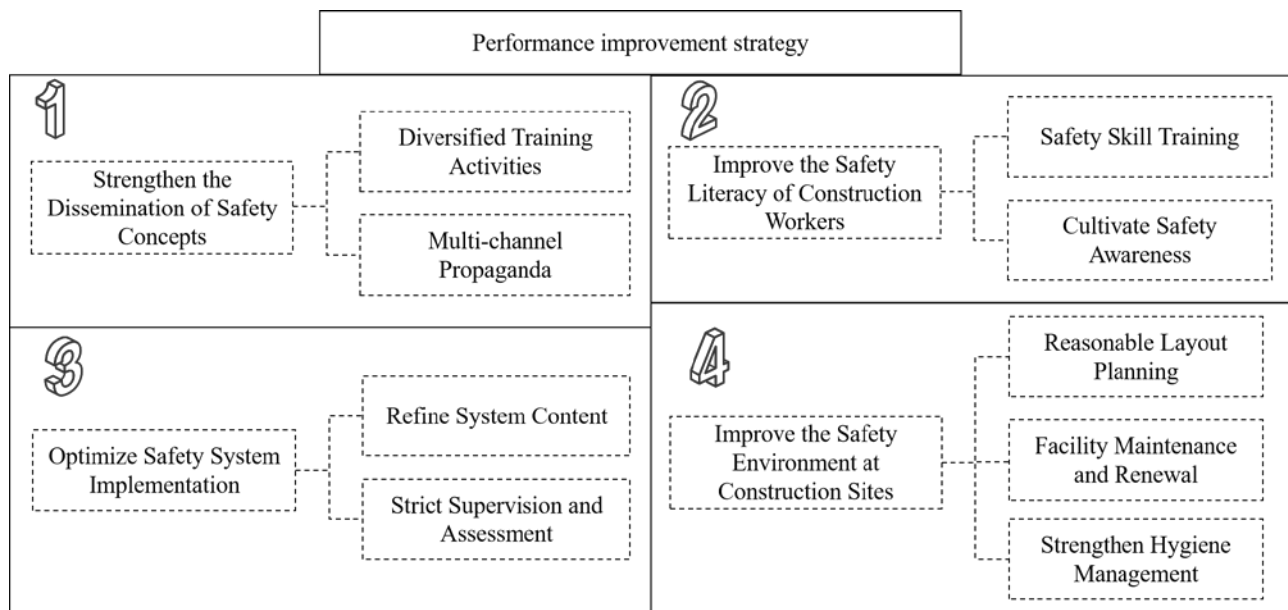 Performance improvement strategy
1
Strengthen the
Dissemination of Safety
Concepts
Diversified Training
Activities
Multi-channel
Propaganda
2
Improve the Safety
Literacy of Construction
Workers
Safety Skill Training
Cultivate Safety
Awareness
3
Optimize Safety System
Implementation
Refine System Content
Strict Supervision and
Assessment
4
Improve the Safety
Environment at
Construction Sites
Reasonable Layout
Planning
Facility Maintenance
and Renewal
Strengthen Hygiene
Management